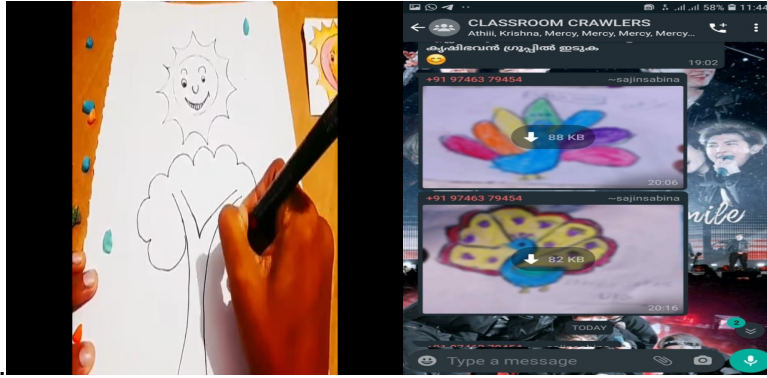 58% 11:44
CLASSROOM CRAWLERS
Athiii, Krishna, Mercy, Mercy, Mercy, Mercy...
കൃഷിഭവൻ ഗ്രൂപ്പിൽ ഇടുക
19:02
+91 97463 79454 ~sajinsabina
88 KB
20:06
+91 97463 79454 ~sajinsabina
82 KB
20:16
mile
TODAY
2
Type a message